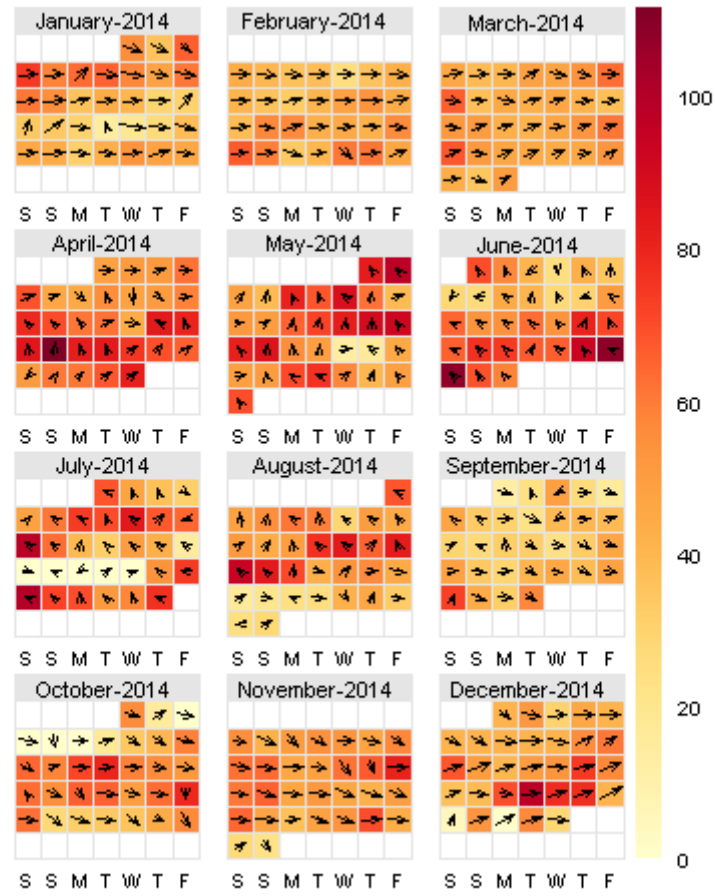 January-2014 February-2014 March-2014
100
S S M T W T F S S M T W T F S S M T W T F
April-2014 May-2014 June-2014
80
60
S S M T W T F S S M T W T F S S M T W T F
July-2014 August-2014 September-2014
40
S S M T W T F S S M T W T F S S M T W T F
October-2014 November-2014 December-2014
20
0
S S M T W T F S S M T W T F S S M T W T F